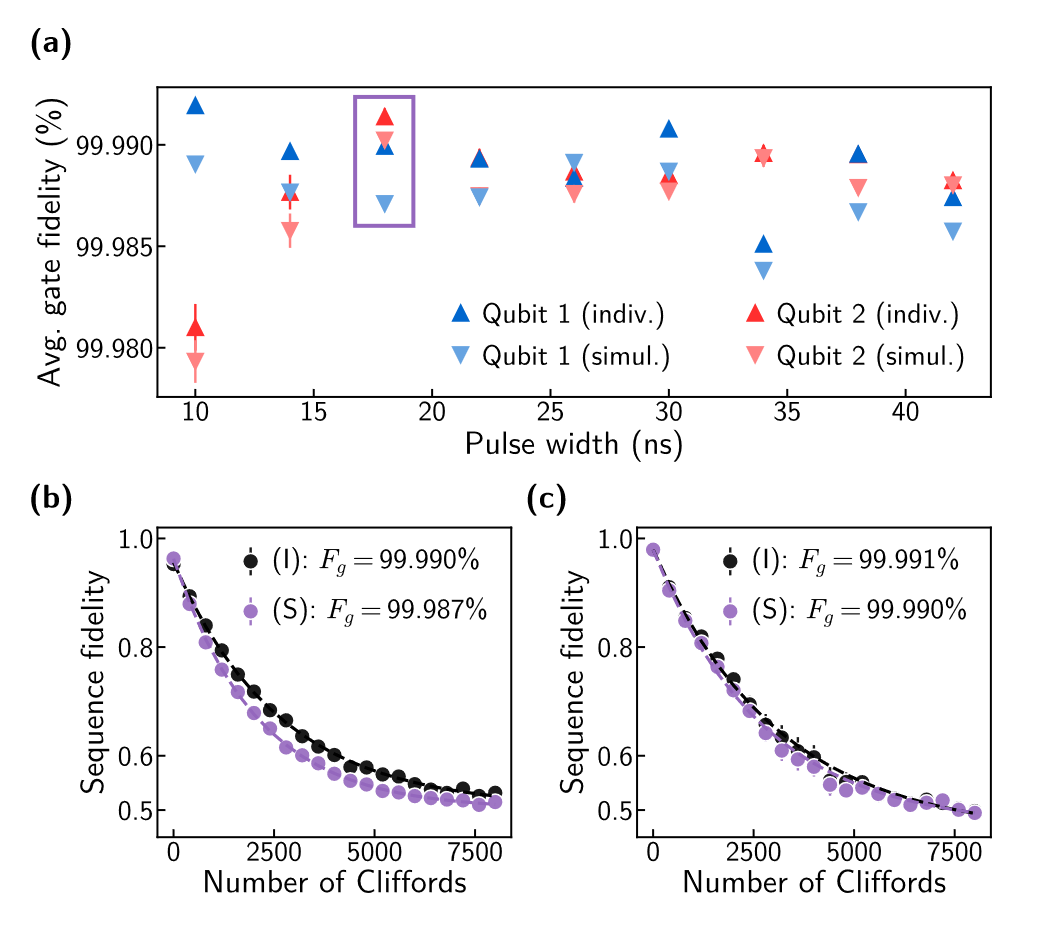 (a)
Avg. gate fidelity (%)
99.990
99.985
99.980
Qubit 1 (indiv.)
Qubit 2 (indiv.)
Qubit 1 (simul.)
Qubit 2 (simul.)
10 15 20 25 30 35 40
Pulse width (ns)
(b)
Sequence fidelity
1.0
0.8
0.6
0.5
(I): F_g = 99.990%
(S): F_g = 99.987%
0 2500 5000 7500
Number of Cliffords
(c)
Sequence fidelity
1.0
0.8
0.6
0.5
(I): F_g = 99.991%
(S): F_g = 99.990%
0 2500 5000 7500
Number of Cliffords